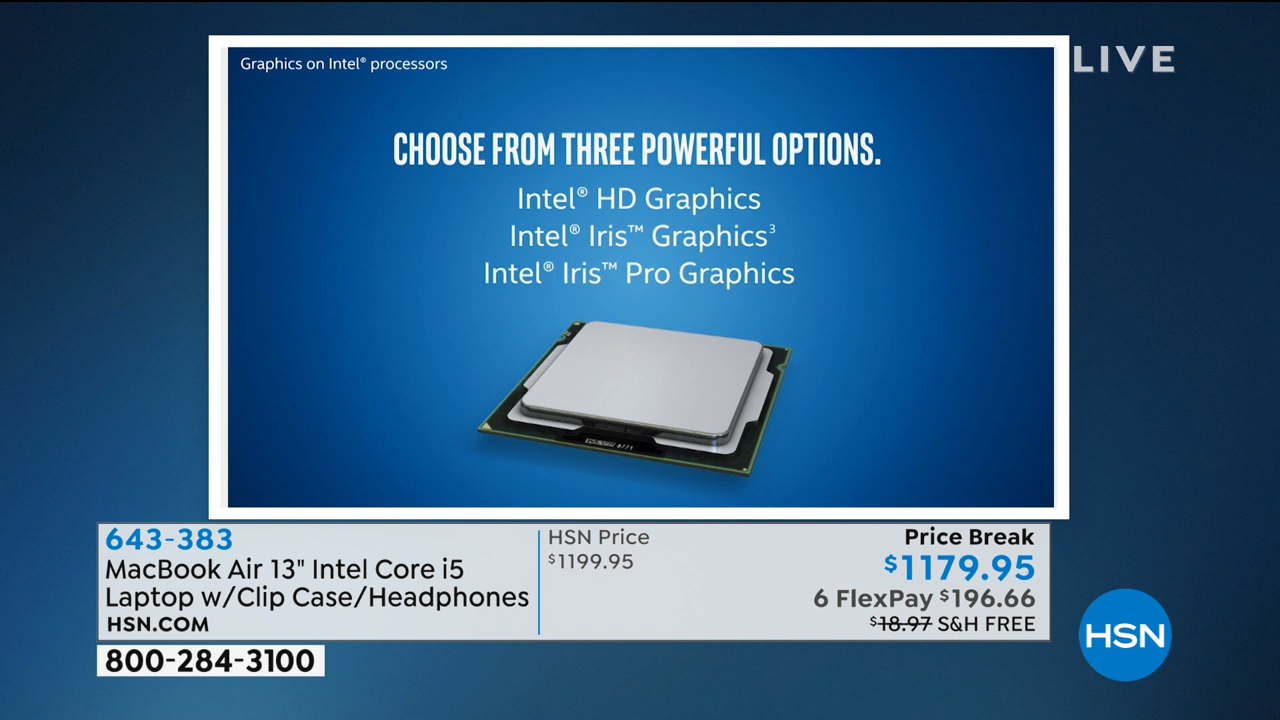 Graphics on Intel® processors
LIVE
CHOOSE FROM THREE POWERFUL OPTIONS.
Intel® HD Graphics
Intel® Iris™ Graphics³
Intel® Iris™ Pro Graphics
643-383
MacBook Air 13" Intel Core i5
Laptop w/Clip Case/Headphones
HSN.COM
HSN Price
$1199.95
Price Break
$1179.95
6 FlexPay $196.66
$18.97 S&H FREE
HSN
800-284-3100